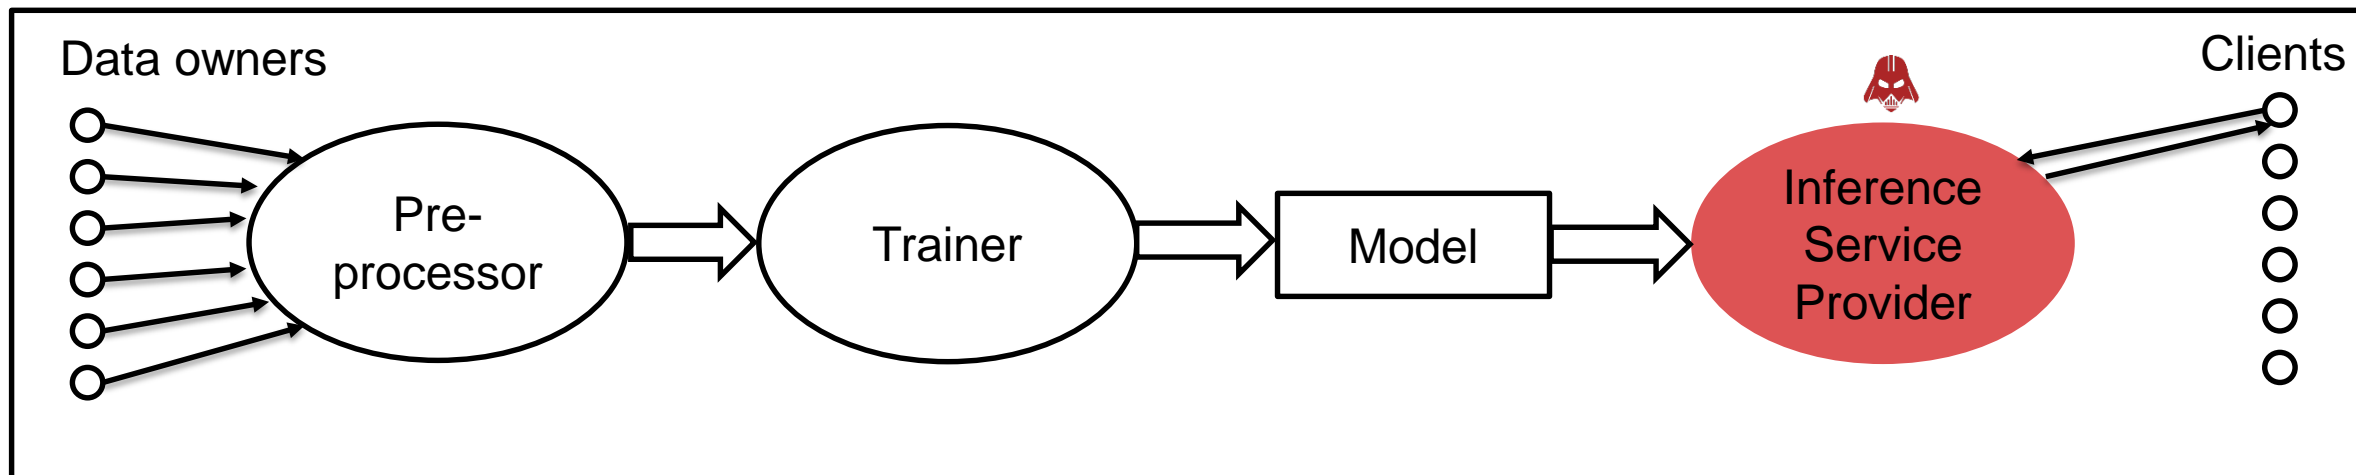 Data owners
Clients
Pre-
processor
Trainer
Model
Inference
Service
Provider